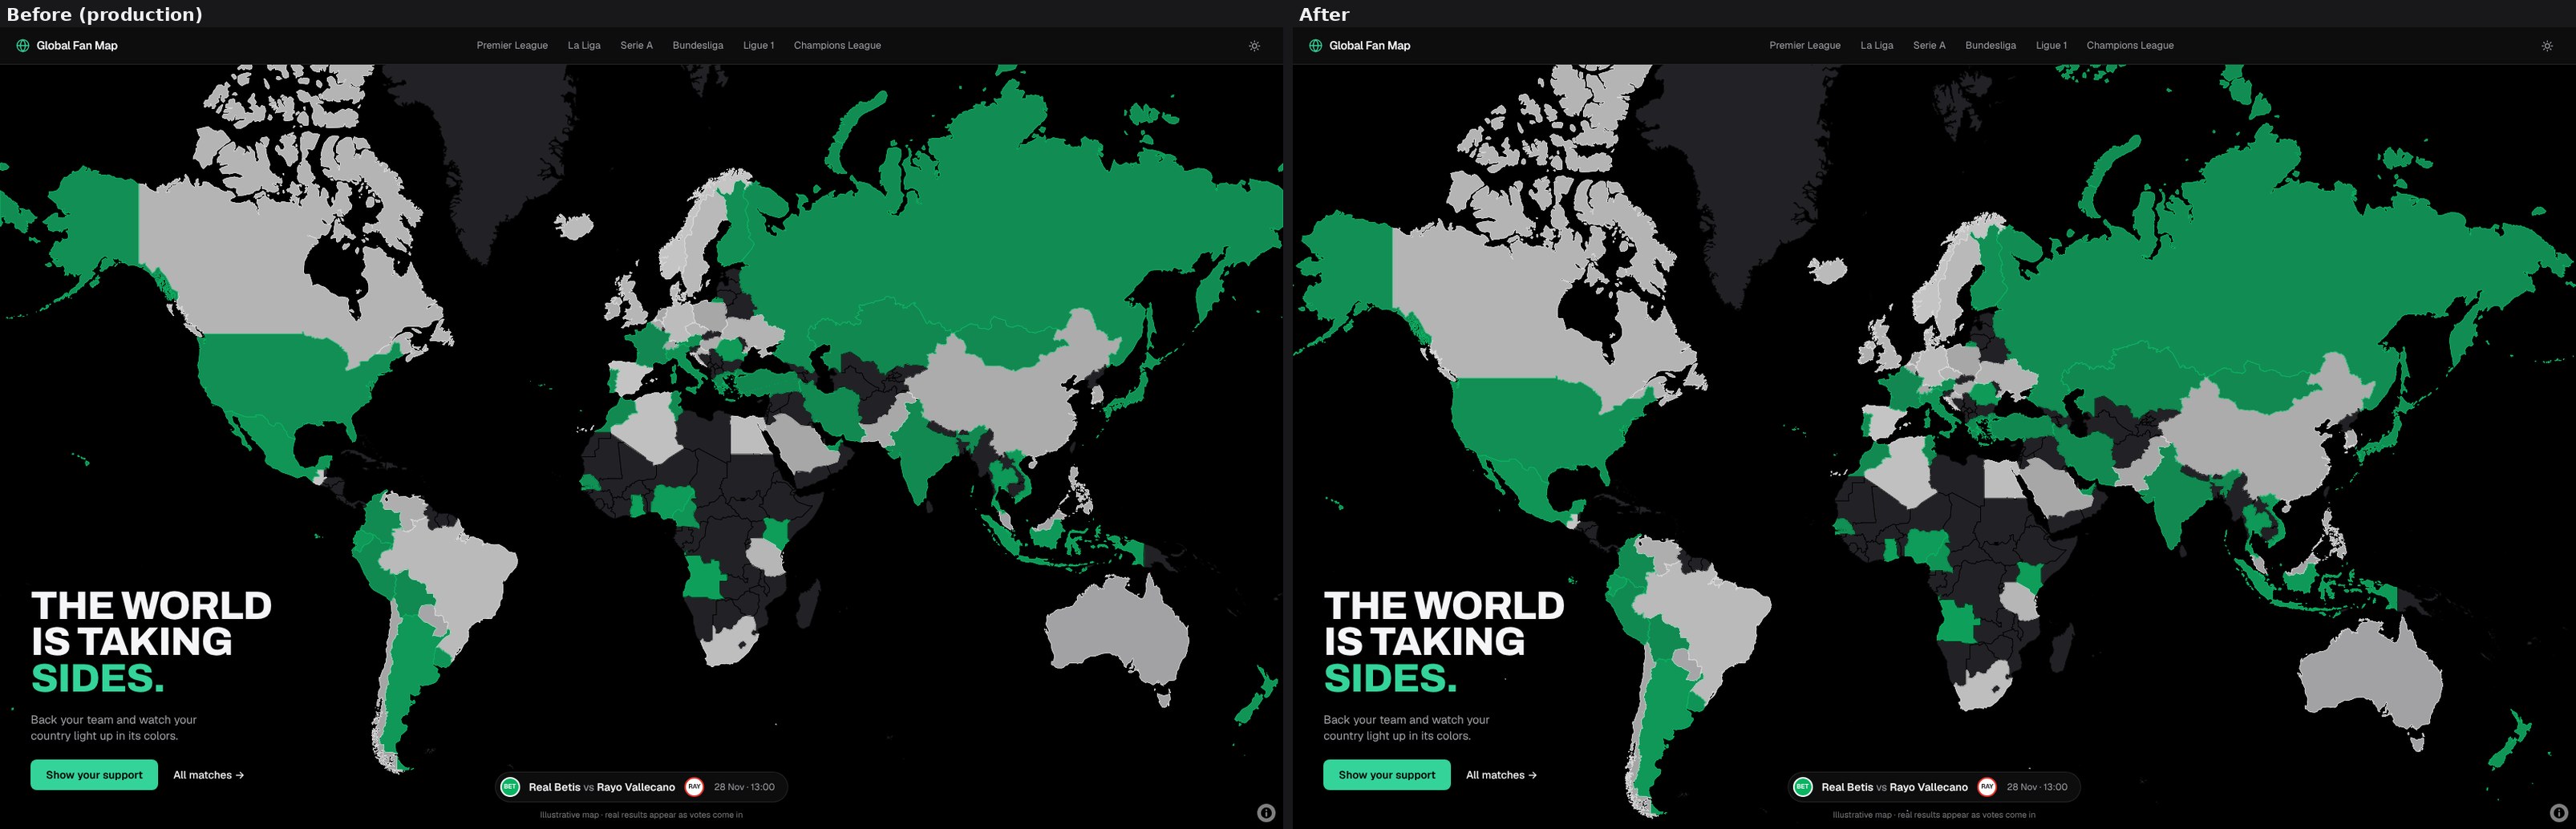 Before (production)
Global Fan Map
Premier League La Liga Serie A Bundesliga Ligue 1 Champions League
THE WORLD
IS TAKING
SIDES.
Back your team and watch your
country light up in its colors.
Show your support All matches →
BET Real Betis vs Rayo Vallecano RAY 28 Nov · 13:00
Illustrative map · real results appear as votes come in
After
Global Fan Map
Premier League La Liga Serie A Bundesliga Ligue 1 Champions League
THE WORLD
IS TAKING
SIDES.
Back your team and watch your
country light up in its colors.
Show your support All matches →
BET Real Betis vs Rayo Vallecano RAY 28 Nov · 13:00
Illustrative map · real results appear as votes come in